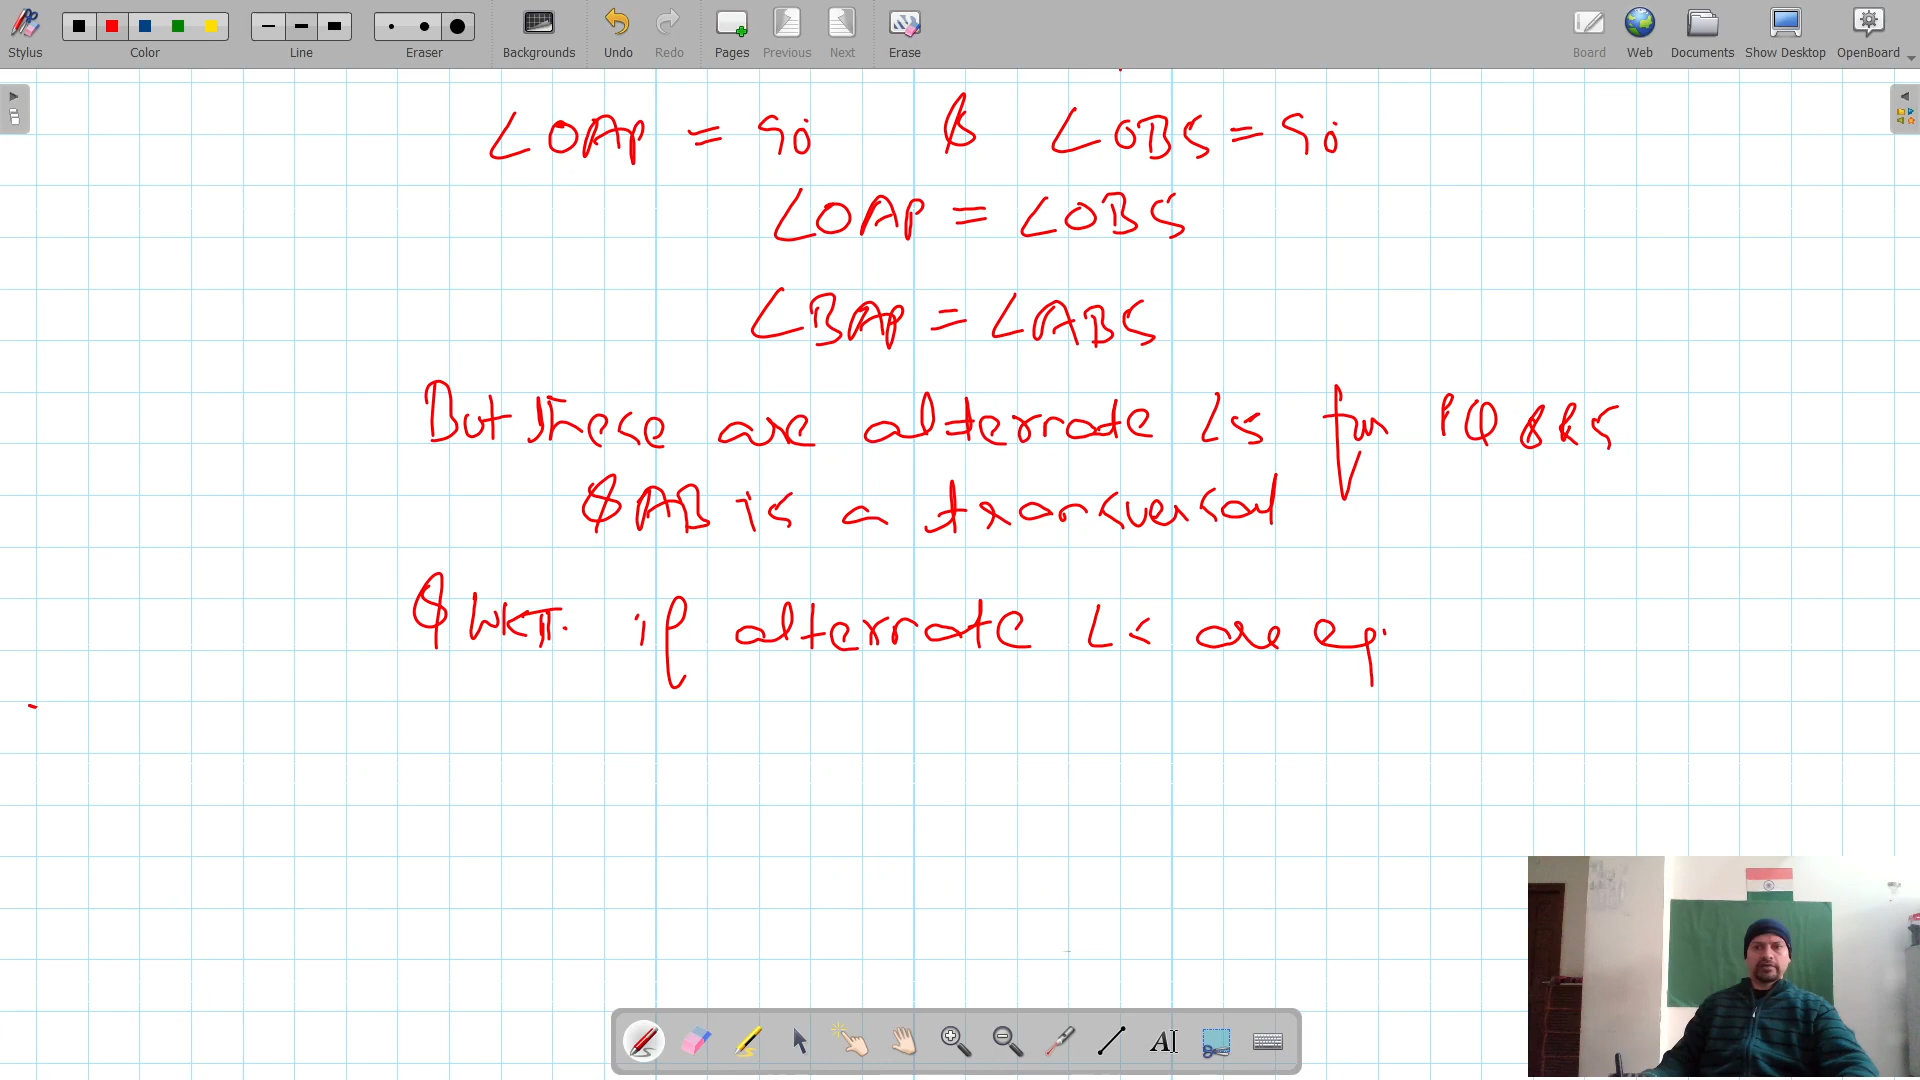 Stylus Color Line Eraser Backgrounds Undo Redo Pages Previous Next Erase Board Web Documents Show Desktop OpenBoard
∠OAP = 90 & ∠OBS = 90
∠OAP = ∠OBS
∠BAP = ∠ABS
But these are alternate ∠s for PQ & RS
& AB is a transversal
& WKT. if alternate ∠s are eq.
AI